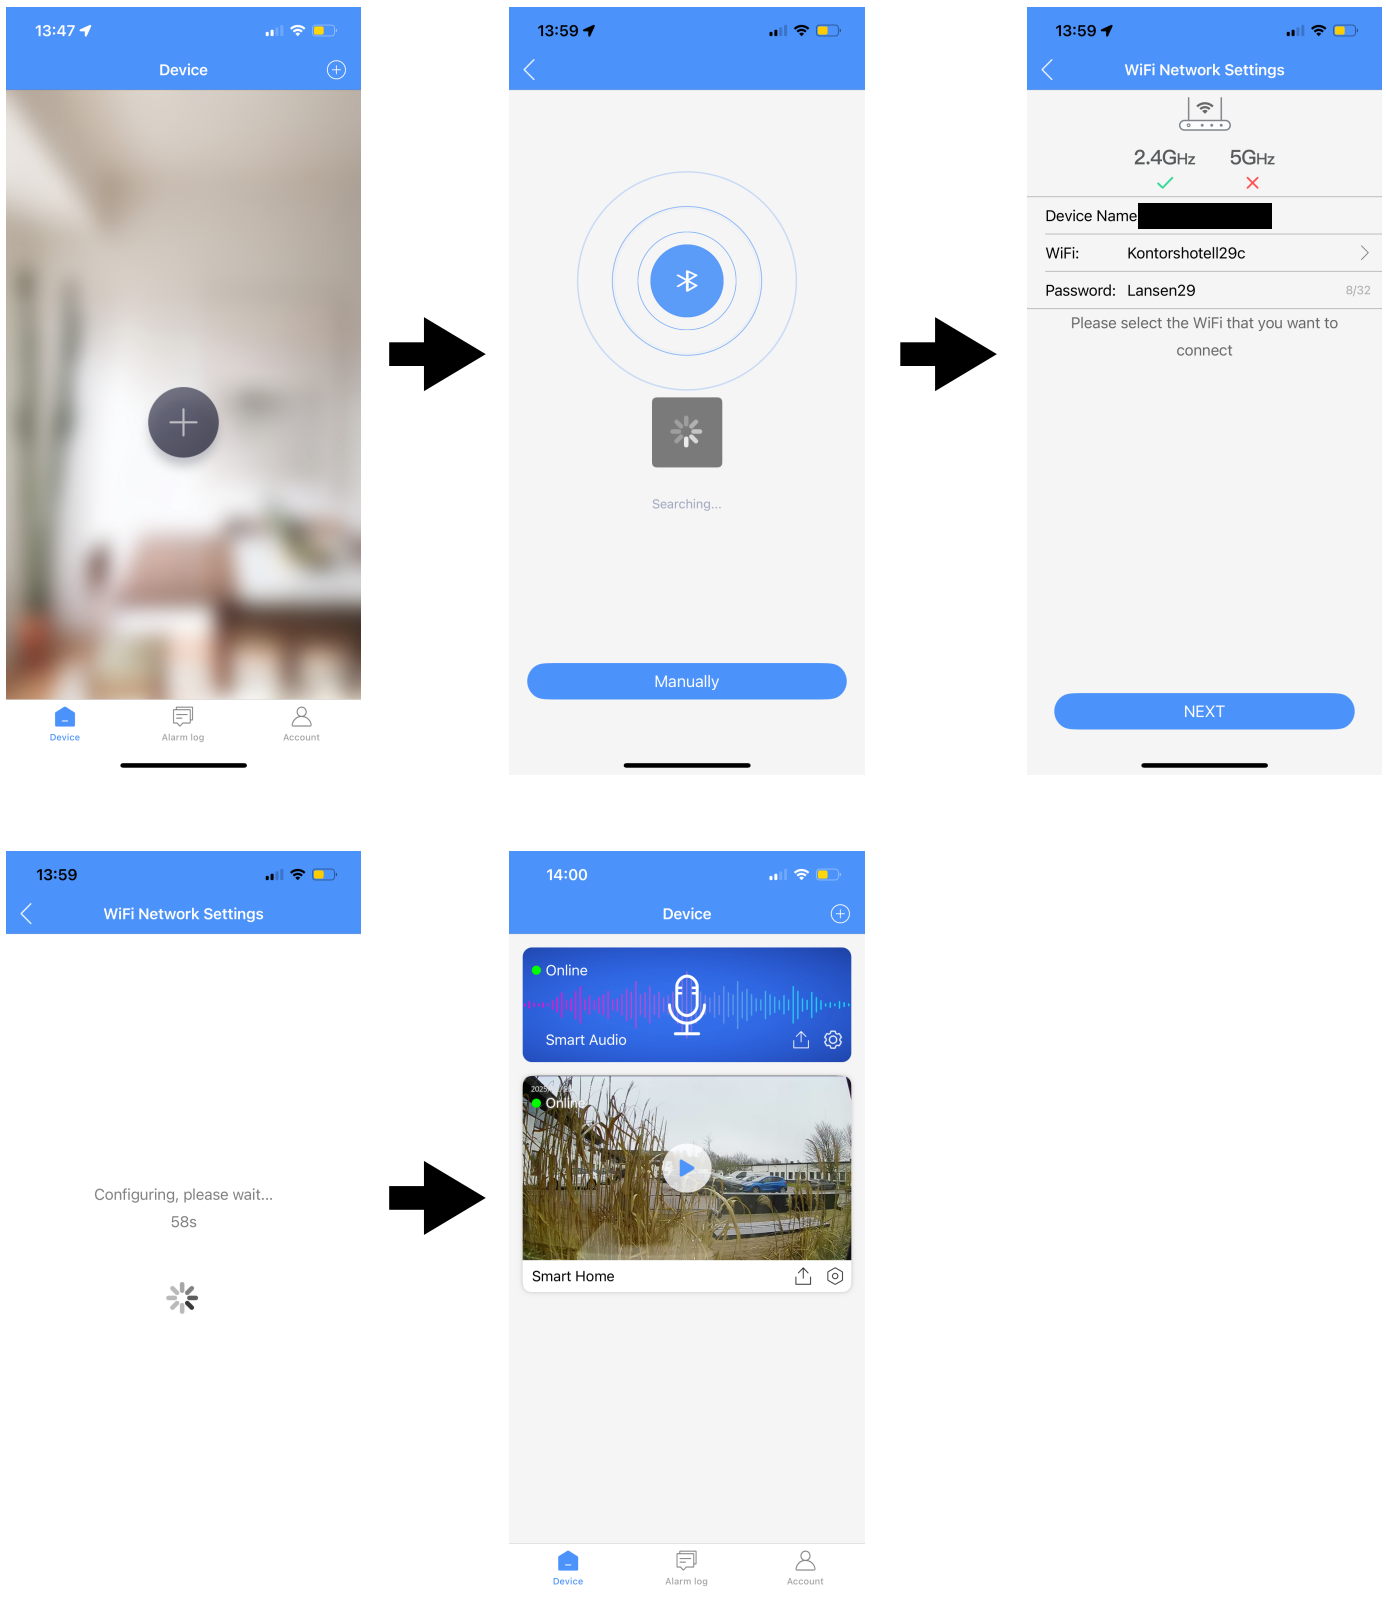 13:47
Device
Device
Alarm log
Account
13:59
Searching...
Manually
13:59
WiFi Network Settings
2.4GHz
5GHz
Device Name
WiFi: Kontorshotell29c
Password: Lansen29 8/32
Please select the WiFi that you want to
connect
NEXT
13:59
WiFi Network Settings
Configuring, please wait...
58s
14:00
Device
Online
Smart Audio
Online
Smart Home
Device
Alarm log
Account